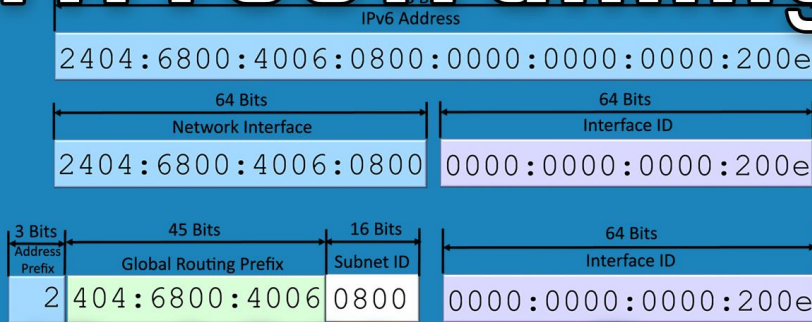 IPv6 Address
2404:6800:4006:0800:0000:0000:0000:200e
64 Bits
64 Bits
Network Interface
Interface ID
2404:6800:4006:0800
0000:0000:0000:200e
3 Bits
45 Bits
16 Bits
64 Bits
Address
Prefix
Global Routing Prefix
Subnet ID
Interface ID
2
404:6800:4006
0800
0000:0000:0000:200e